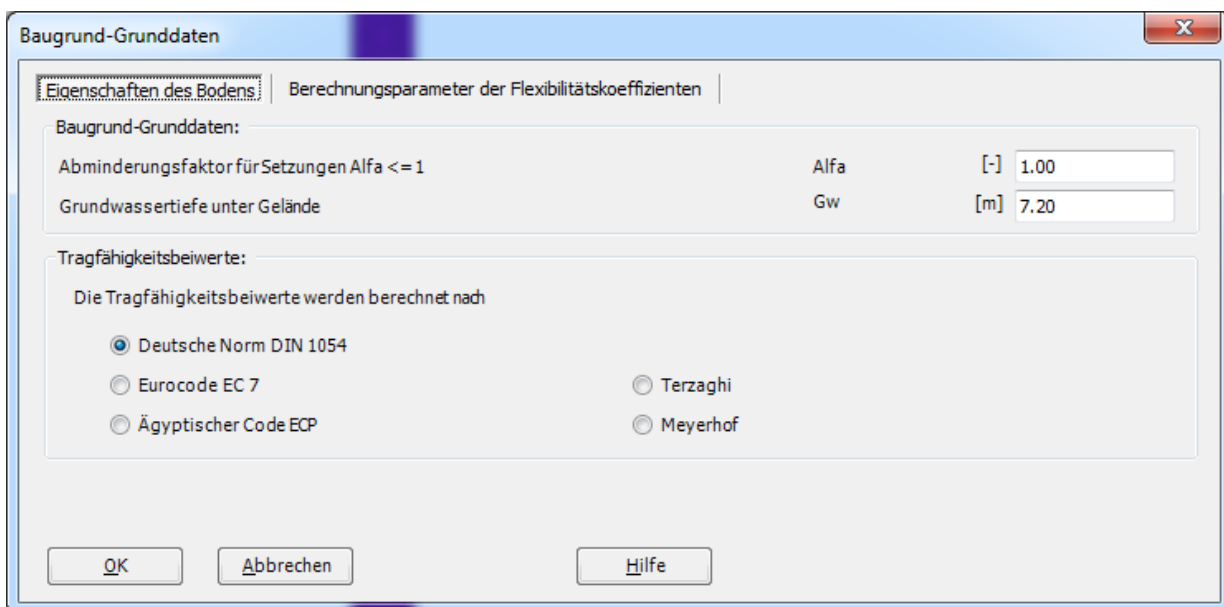 Baugrund-Grunddaten
Eigenschaften des Bodens Berechnungsparameter der Flexibilitätskoeffizienten
Baugrund-Grunddaten:
Abminderungsfaktor für Setzungen Alfa <= 1 Alfa [-] 1.00
Grundwassertiefe unter Gelände Gw [m] 7.20
Tragfähigkeitsbeiwerte:
Die Tragfähigkeitsbeiwerte werden berechnet nach
Deutsche Norm DIN 1054
Eurocode EC 7 Terzaghi
Ägyptischer Code ECP Meyerhof
OK Abbrechen Hilfe